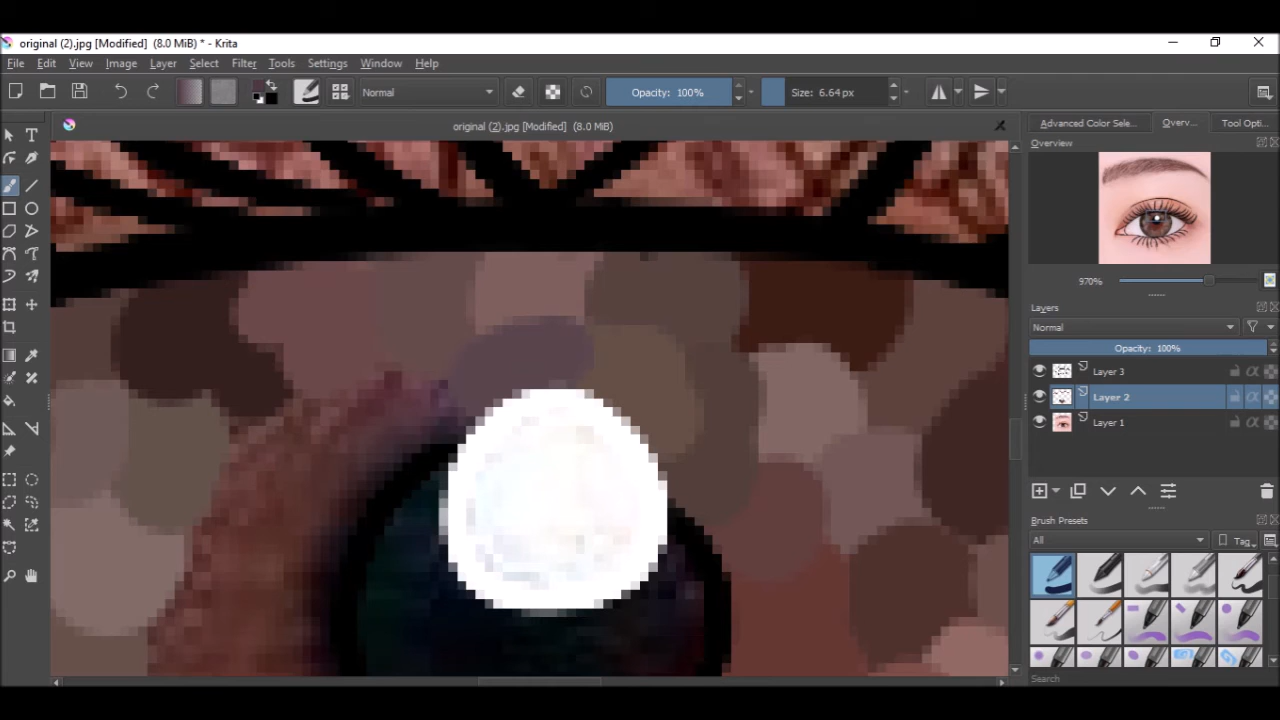 original (2).jpg [Modified] (8.0 MiB) * - Krita
File Edit View Image Layer Select Filter Tools Settings Window Help
Normal Opacity: 100% Size: 6.64 px
original (2).jpg [Modified] (8.0 MiB)
Advanced Color Sele... Overv... Tool Opti...
Overview
970%
Layers
Normal
Opacity: 100%
Layer 3
Layer 2
Layer 1
Brush Presets
All Tag
Search